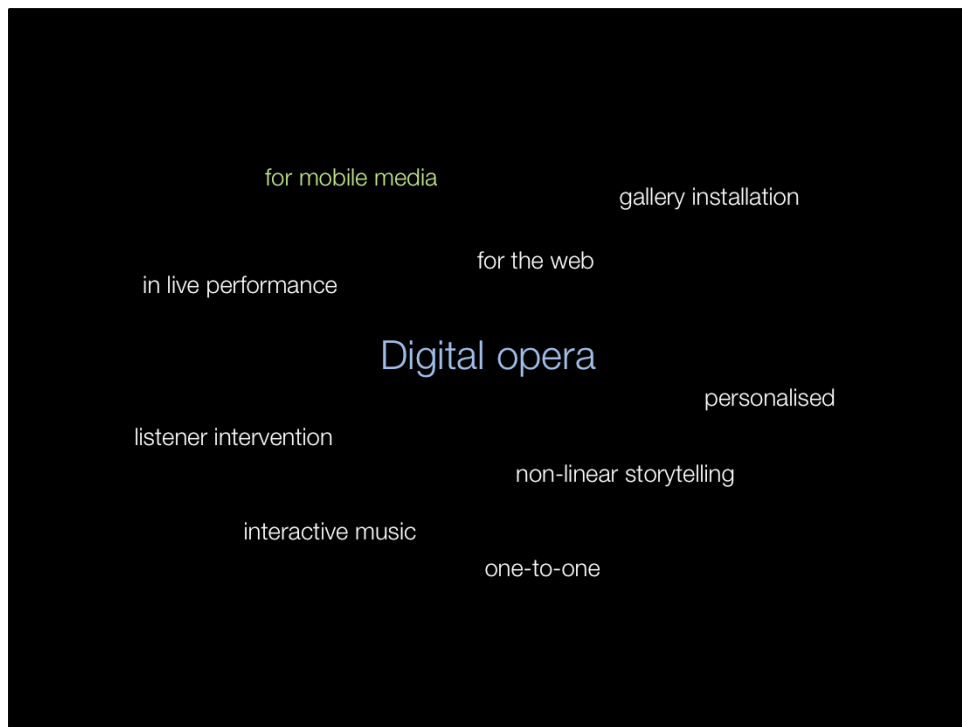 for mobile media
gallery installation
for the web
in live performance
Digital opera
personalised
listener intervention
non-linear storytelling
interactive music
one-to-one